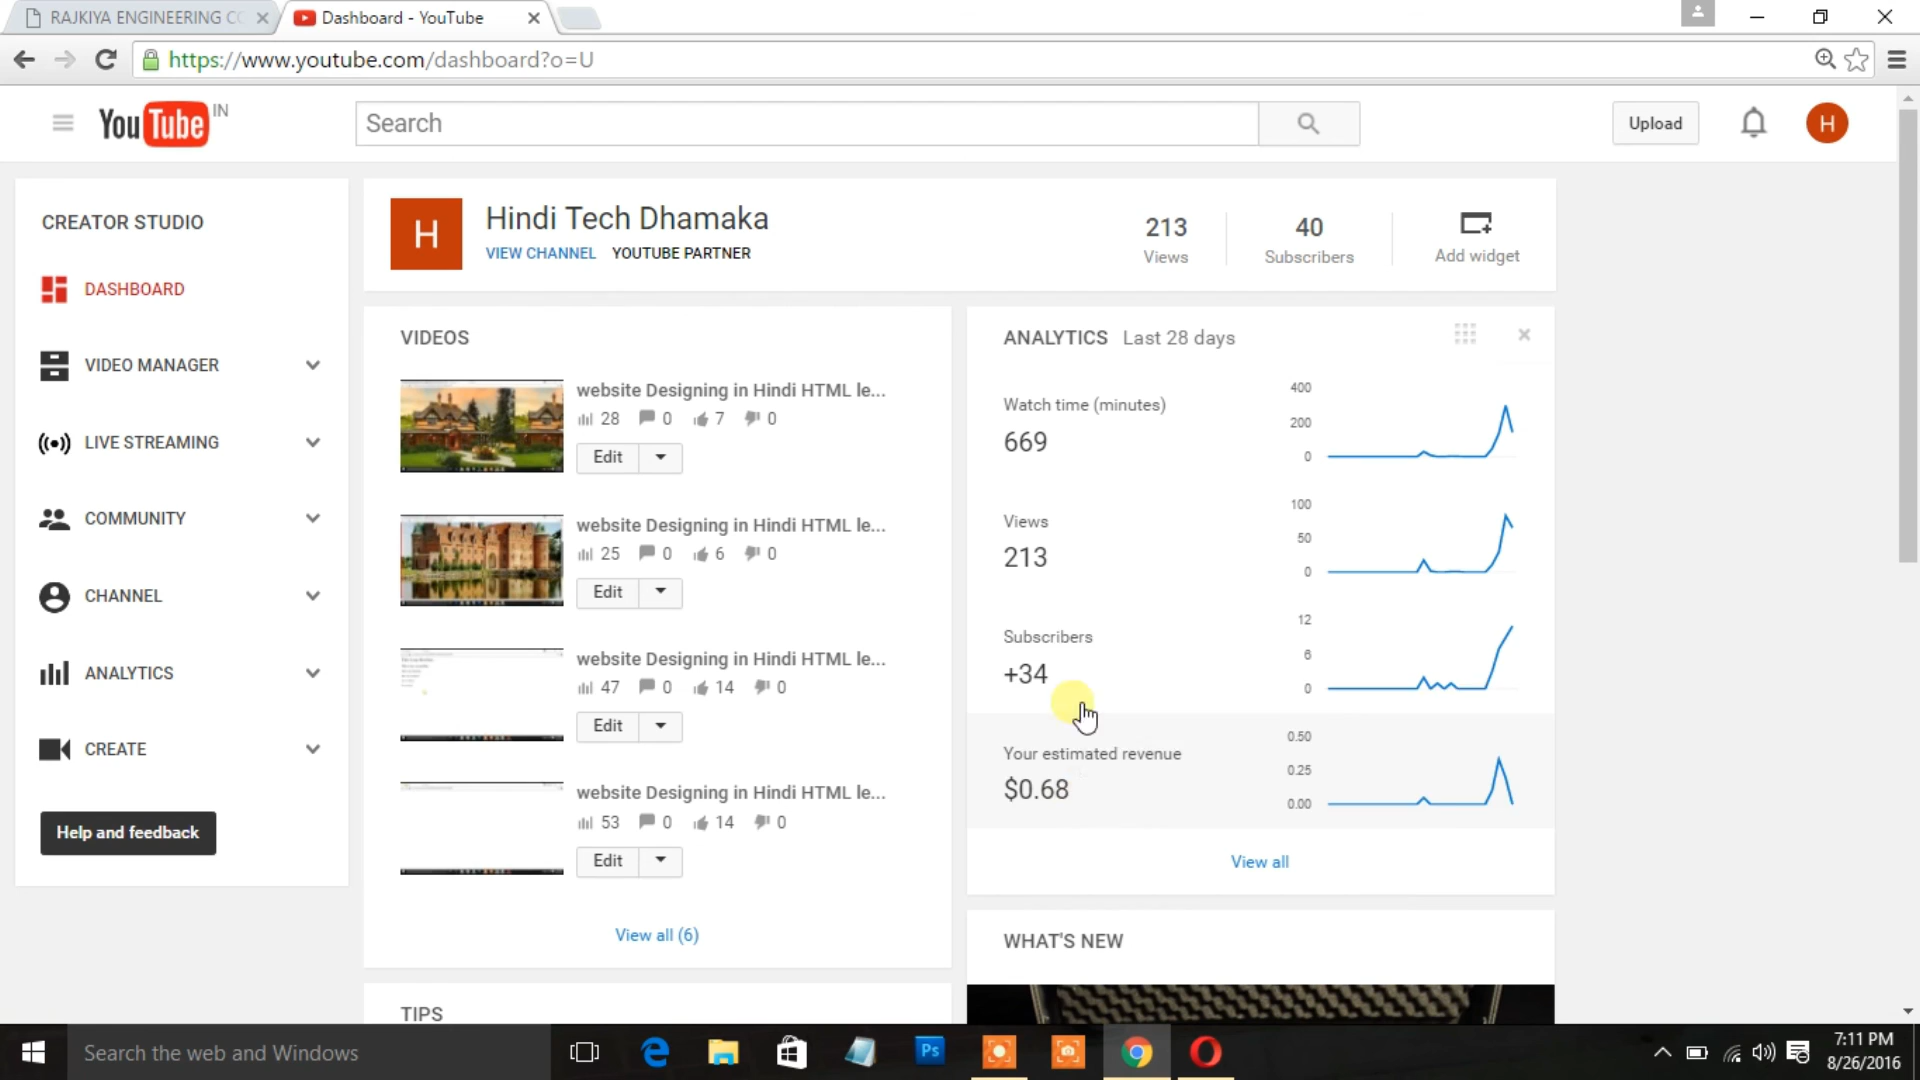 RAJKIYA ENGINEERING CO
Dashboard - YouTube
https://www.youtube.com/dashboard?o=U
YouTube IN
Search
Upload
H
CREATOR STUDIO
DASHBOARD
VIDEO MANAGER
LIVE STREAMING
COMMUNITY
CHANNEL
ANALYTICS
CREATE
Help and feedback
H
Hindi Tech Dhamaka
VIEW CHANNEL YOUTUBE PARTNER
213
Views
40
Subscribers
Add widget
VIDEOS
website Designing in Hindi HTML le...
28 0 7 0
Edit
website Designing in Hindi HTML le...
25 0 6 0
Edit
website Designing in Hindi HTML le...
47 0 14 0
Edit
website Designing in Hindi HTML le...
53 0 14 0
Edit
View all (6)
TIPS
ANALYTICS Last 28 days
Watch time (minutes)
669
400
200
0
Views
213
100
50
0
Subscribers
+34
12
6
0
Your estimated revenue
$0.68
0.50
0.25
0.00
View all
WHAT'S NEW
Search the web and Windows
Ps
7:11 PM
8/26/2016